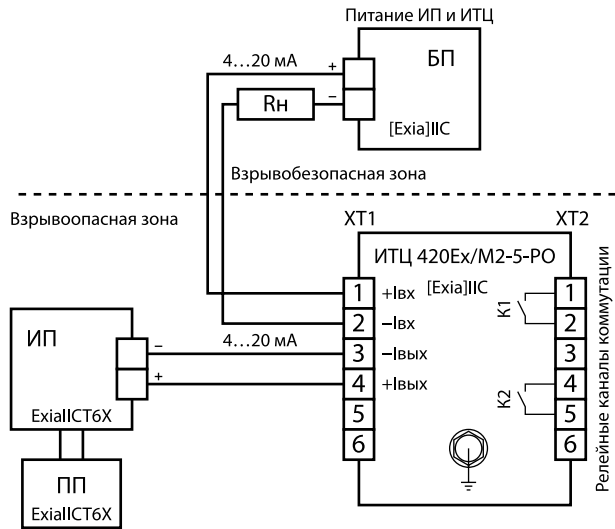 Питание ИП и ИТЦ
4...20 мА
+
БП
Rн
–
[Exia]IIC
Взрывобезопасная зона
Взрывоопасная зона
XT1
XT2
ИТЦ 420Ex/М2-5-РО
1
+Iвх
[Exia]IIC
K1
1
2
–Iвх
2
ИП
–
4...20 мА
3
–Iвых
3
+
4
+Iвых
K2
4
ExiaIICT6X
5
5
6
6
ПП
ExiaIICT6X
Релейные каналы коммутации